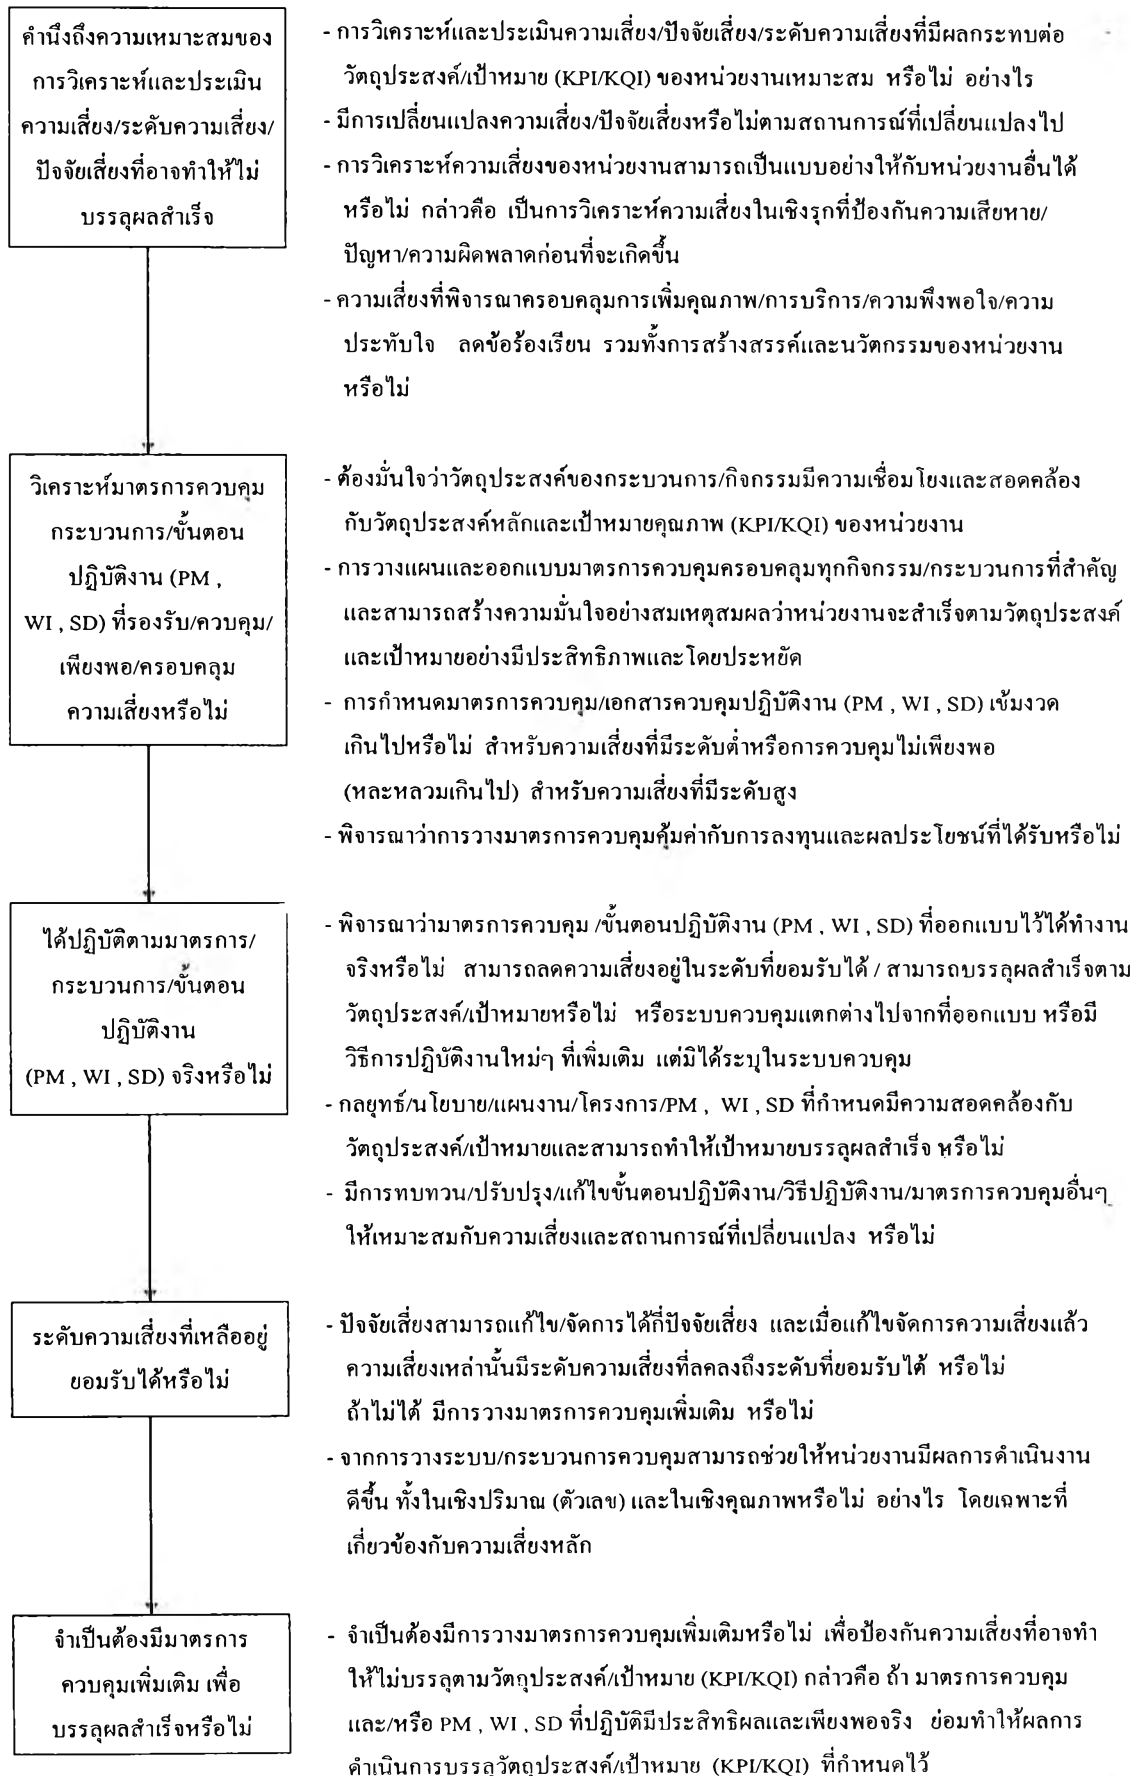 คำนึงถึงความเหมาะสมของ
การวิเคราะห์และประเมิน
ความเสี่ยง/ระดับความเสี่ยง/
ปัจจัยเสี่ยงที่อาจทำให้ไม่
บรรลุผลสำเร็จ
- การวิเคราะห์และประเมินความเสี่ยง/ปัจจัยเสี่ยง/ระดับความเสี่ยงที่มีผลกระทบต่อ
วัตถุประสงค์/เป้าหมาย (KPI/KQI) ของหน่วยงานเหมาะสม หรือไม่ อย่างไร
- มีการเปลี่ยนแปลงความเสี่ยง/ปัจจัยเสี่ยงหรือไม่ตามสถานการณ์ที่เปลี่ยนแปลงไป
- การวิเคราะห์ความเสี่ยงของหน่วยงานสามารถเป็นแบบอย่างให้กับหน่วยงานอื่นได้
หรือไม่ กล่าวคือ เป็นการวิเคราะห์ความเสี่ยงในเชิงรุกที่ป้องกันความเสียหาย/
ปัญหา/ความผิดพลาดก่อนที่จะเกิดขึ้น
- ความเสี่ยงที่พิจารณาครอบคลุมการเพิ่มคุณภาพ/การบริการ/ความพึงพอใจ/ความ
ประทับใจ ลดข้อร้องเรียน รวมทั้งการสร้างสรรค์และนวัตกรรมของหน่วยงาน
หรือไม่
วิเคราะห์มาตรการควบคุม
กระบวนการ/ขั้นตอน
ปฏิบัติงาน (PM ,
WI , SD) ที่รองรับ/ควบคุม/
เพียงพอ/ครอบคลุม
ความเสี่ยงหรือไม่
- ต้องมั่นใจว่าวัตถุประสงค์ของกระบวนการ/กิจกรรมมีความเชื่อมโยงและสอดคล้อง
กับวัตถุประสงค์หลักและเป้าหมายคุณภาพ (KPI/KQI) ของหน่วยงาน
- การวางแผนและออกแบบมาตรการควบคุมครอบคลุมทุกกิจกรรม/กระบวนการที่สำคัญ
และสามารถสร้างความมั่นใจอย่างสมเหตุสมผลว่าหน่วยงานจะสำเร็จตามวัตถุประสงค์
และเป้าหมายอย่างมีประสิทธิภาพและโดยประหยัด
- การกำหนดมาตรการควบคุม/เอกสารควบคุมปฏิบัติงาน (PM , WI , SD) เข้มงวด
เกินไปหรือไม่ สำหรับความเสี่ยงที่มีระดับต่ำหรือการควบคุมไม่เพียงพอ
(หละหลวมเกินไป) สำหรับความเสี่ยงที่มีระดับสูง
- พิจารณาว่าการวางมาตรการควบคุมคุ้มค่ากับการลงทุนและผลประโยชน์ที่ได้รับหรือไม่
ได้ปฏิบัติตามมาตรการ/
กระบวนการ/ขั้นตอน
ปฏิบัติงาน
(PM , WI , SD) จริงหรือไม่
- พิจารณาว่ามาตรการควบคุม /ขั้นตอนปฏิบัติงาน (PM , WI , SD) ที่ออกแบบไว้ได้ทำงาน
จริงหรือไม่ สามารถลดความเสี่ยงอยู่ในระดับที่ยอมรับได้ / สามารถบรรลุผลสำเร็จตาม
วัตถุประสงค์/เป้าหมายหรือไม่ หรือระบบควบคุมแตกต่างไปจากที่ออกแบบ หรือมี
วิธีการปฏิบัติงานใหม่ๆ ที่เพิ่มเติม แต่มิได้ระบุในระบบควบคุม
- กลยุทธ์/นโยบาย/แผนงาน/โครงการ/PM , WI , SD ที่กำหนดมีความสอดคล้องกับ
วัตถุประสงค์/เป้าหมายและสามารถทำให้เป้าหมายบรรลุผลสำเร็จ หรือไม่
- มีการทบทวน/ปรับปรุง/แก้ไขขั้นตอนปฏิบัติงาน/วิธีปฏิบัติงาน/มาตรการควบคุมอื่นๆ
ให้เหมาะสมกับความเสี่ยงและสถานการณ์ที่เปลี่ยนแปลง หรือไม่
ระดับความเสี่ยงที่เหลืออยู่
ยอมรับได้หรือไม่
- ปัจจัยเสี่ยงสามารถแก้ไข/จัดการได้กี่ปัจจัยเสี่ยง และเมื่อแก้ไขจัดการความเสี่ยงแล้ว
ความเสี่ยงเหล่านั้นมีระดับความเสี่ยงที่ลดลงถึงระดับที่ยอมรับได้ หรือไม่
ถ้าไม่ได้ มีการวางมาตรการควบคุมเพิ่มเติม หรือไม่
- จากการวางระบบ/กระบวนการควบคุมสามารถช่วยให้หน่วยงานมีผลการดำเนินงาน
ดีขึ้น ทั้งในเชิงปริมาณ (ตัวเลข) และในเชิงคุณภาพหรือไม่ อย่างไร โดยเฉพาะที่
เกี่ยวข้องกับความเสี่ยงหลัก
จำเป็นต้องมีมาตรการ
ควบคุมเพิ่มเติม เพื่อ
บรรลุผลสำเร็จหรือไม่
- จำเป็นต้องมีการวางมาตรการควบคุมเพิ่มเติมหรือไม่ เพื่อป้องกันความเสี่ยงที่อาจทำ
ให้ไม่บรรลุตามวัตถุประสงค์/เป้าหมาย (KPI/KQI) กล่าวคือ ถ้า มาตรการควบคุม
และ/หรือ PM , WI , SD ที่ปฏิบัติมีประสิทธิผลและเพียงพอจริง ย่อมทำให้ผลการ
ดำเนินการบรรลุวัตถุประสงค์/เป้าหมาย (KPI/KQI) ที่กำหนดไว้